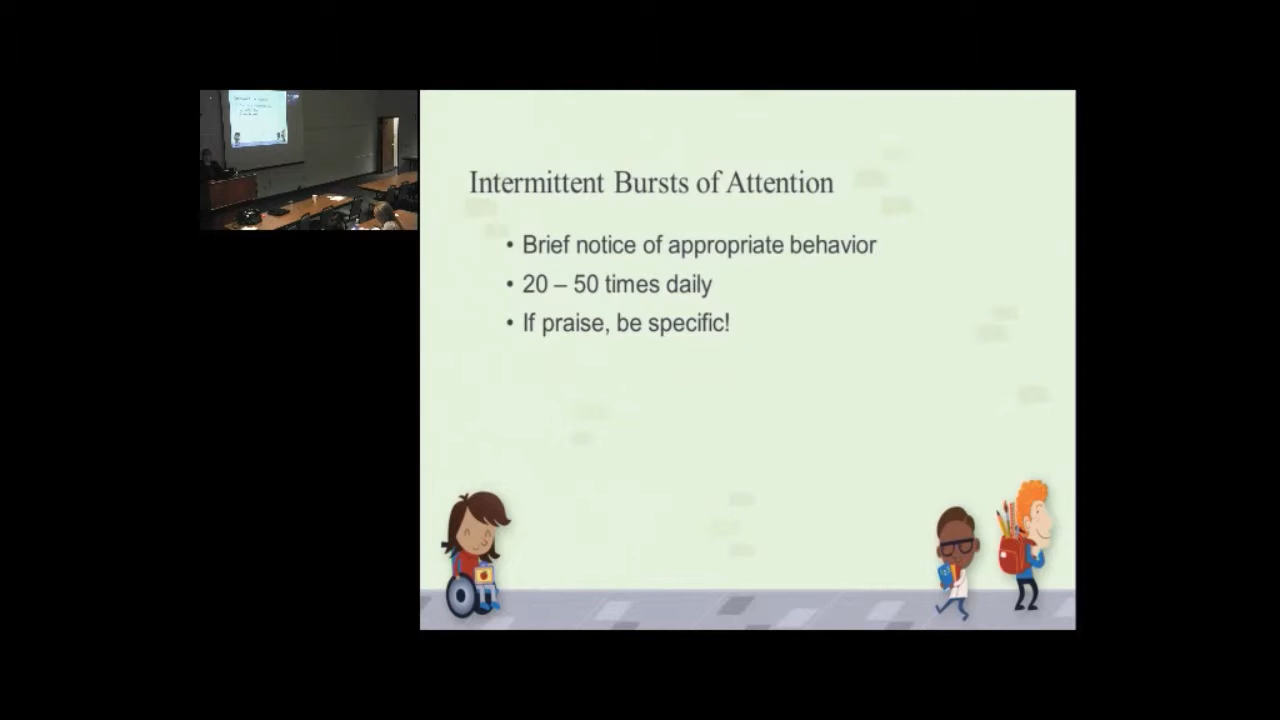 Intermittent Bursts of Attention
• Brief notice of appropriate behavior
• 20 – 50 times daily
• If praise, be specific!